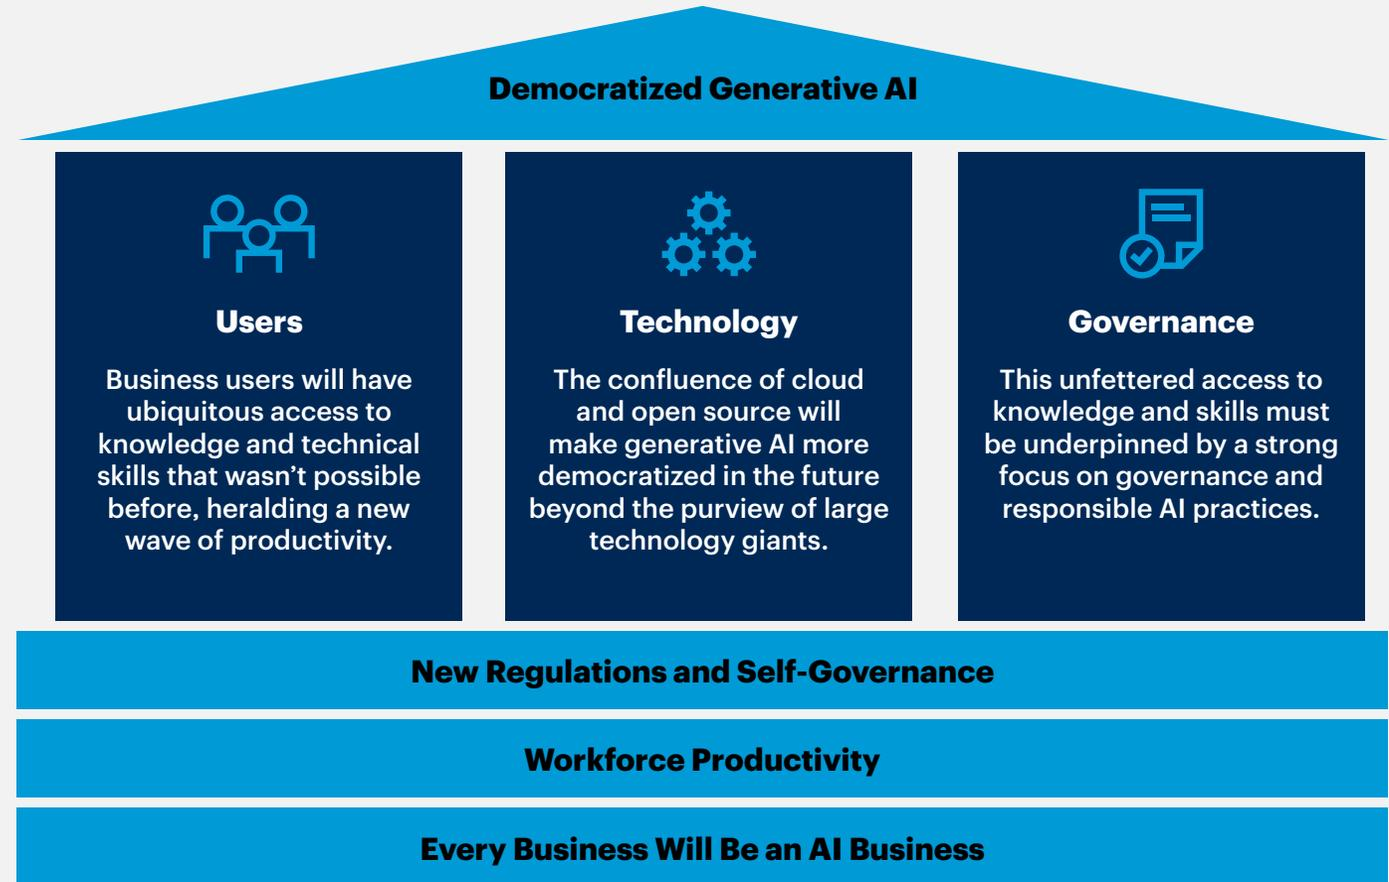 Democratized Generative AI
Users
Business users will have
ubiquitous access to
knowledge and technical
skills that wasn’t possible
before, heralding a new
wave of productivity.
Technology
The confluence of cloud
and open source will
make generative AI more
democratized in the future
beyond the purview of large
technology giants.
Governance
This unfettered access to
knowledge and skills must
be underpinned by a strong
focus on governance and
responsible AI practices.
New Regulations and Self-Governance
Workforce Productivity
Every Business Will Be an AI Business